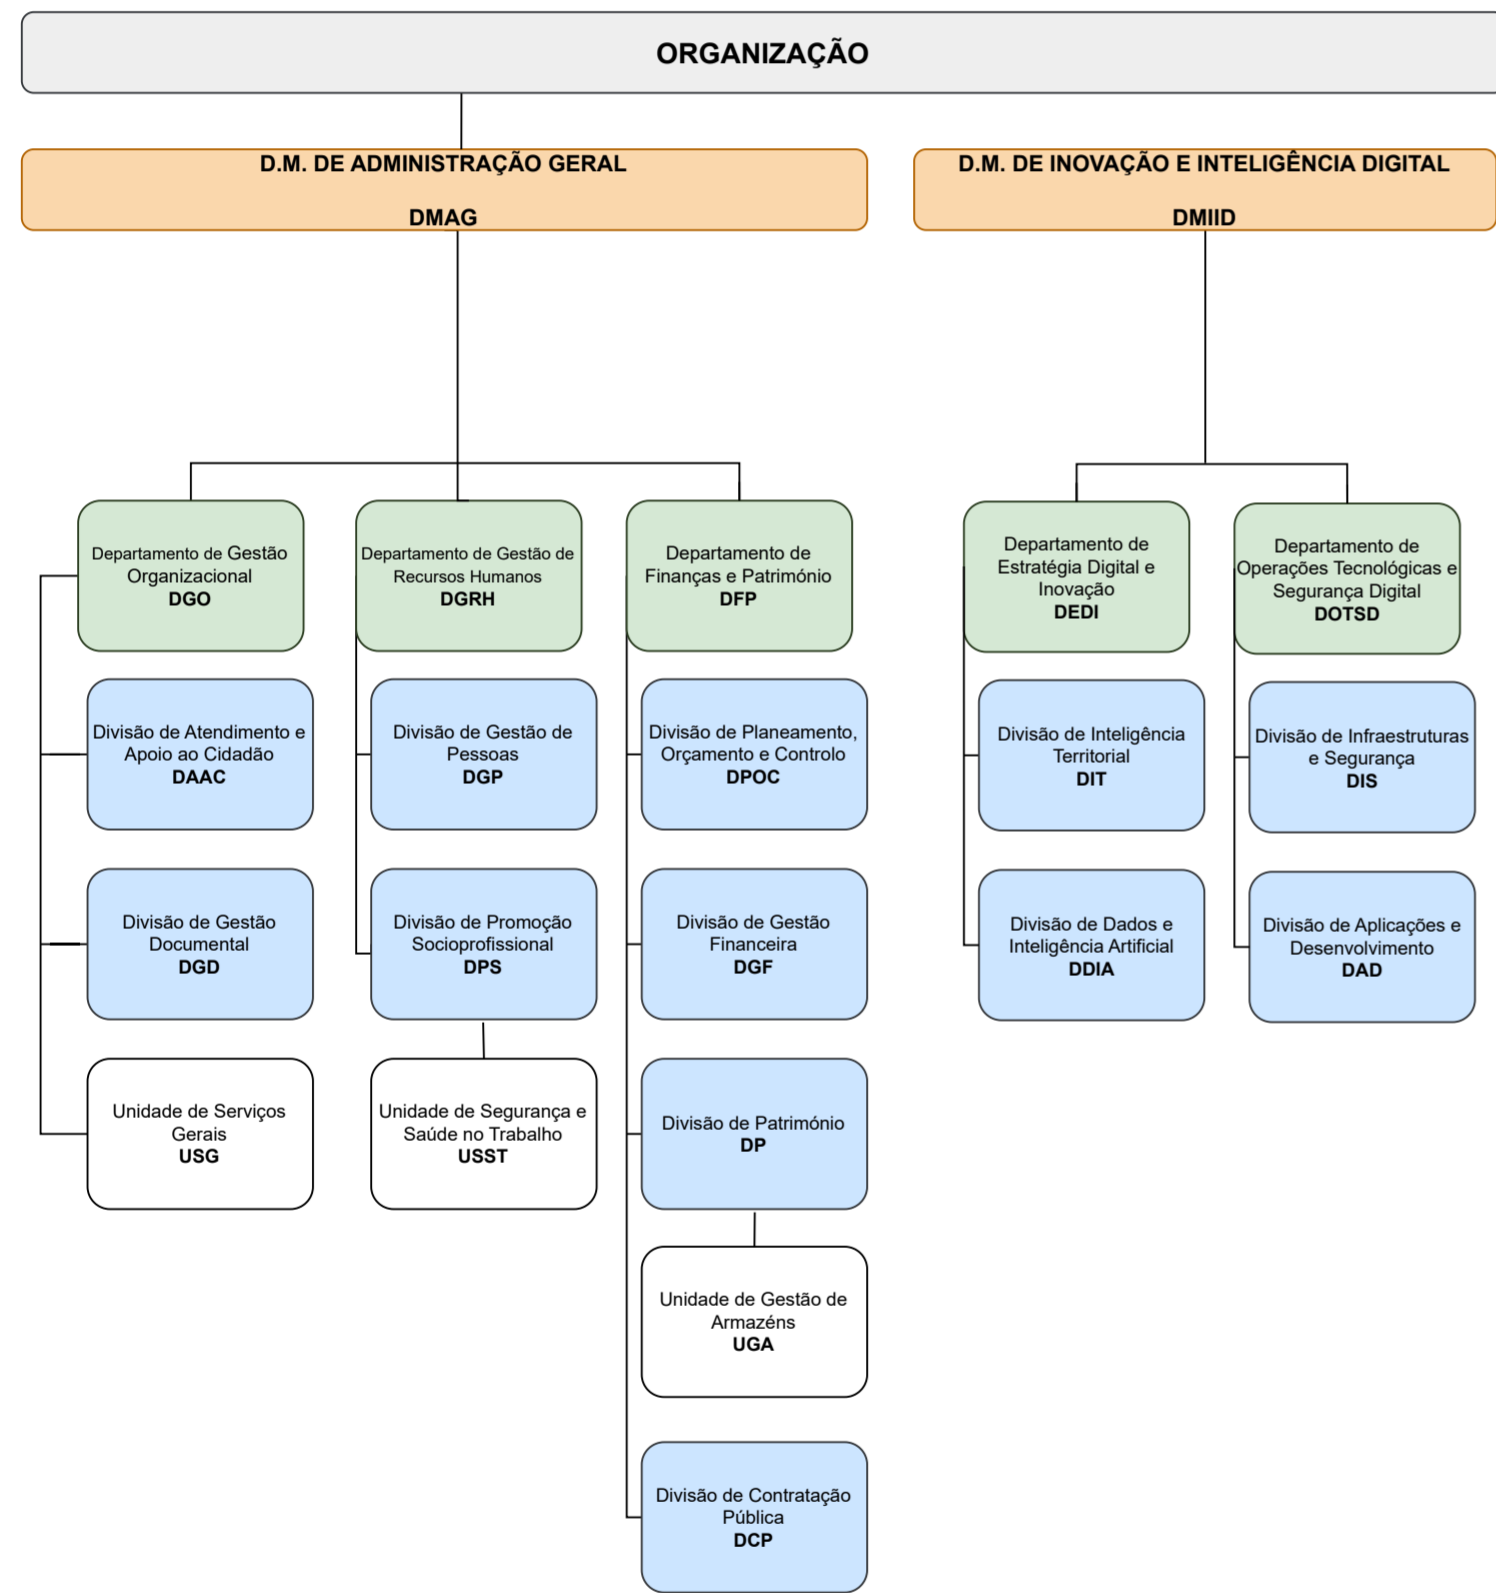 ORGANIZAÇÃO
D.M. DE ADMINISTRAÇÃO GERAL
DMAG
D.M. DE INOVAÇÃO E INTELIGÊNCIA DIGITAL
DMIID
Departamento de Gestão
Organizacional
DGO
Departamento de Gestão de
Recursos Humanos
DGRH
Departamento de
Finanças e Património
DFP
Departamento de
Estratégia Digital e
Inovação
DEDI
Departamento de
Operações Tecnológicas e
Segurança Digital
DOTSD
Divisão de Atendimento e
Apoio ao Cidadão
DAAC
Divisão de Gestão de
Pessoas
DGP
Divisão de Planeamento,
Orçamento e Controlo
DPOC
Divisão de Inteligência
Territorial
DIT
Divisão de Infraestruturas
e Segurança
DIS
Divisão de Gestão
Documental
DGD
Divisão de Promoção
Socioprofissional
DPS
Divisão de Gestão
Financeira
DGF
Divisão de Dados e
Inteligência Artificial
DDIA
Divisão de Aplicações e
Desenvolvimento
DAD
Unidade de Serviços
Gerais
USG
Unidade de Segurança e
Saúde no Trabalho
USST
Divisão de Património
DP
Unidade de Gestão de
Armazéns
UGA
Divisão de Contratação
Pública
DCP